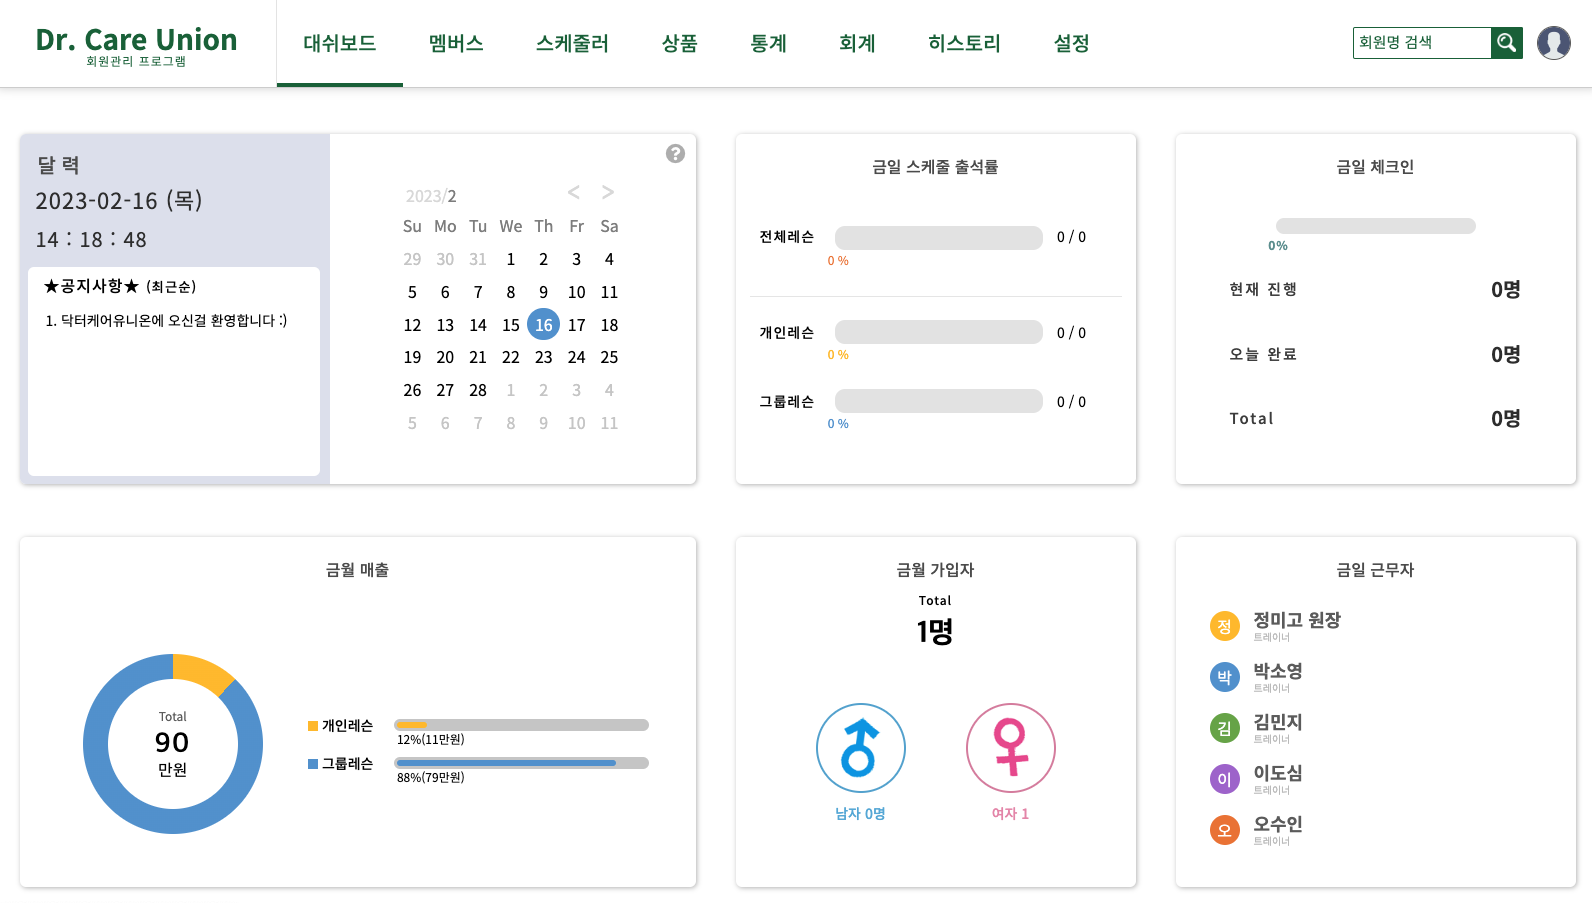 Dr. Care Union
회원관리 프로그램
대쉬보드 멤버스 스케줄러 상품 통계 회계 히스토리 설정
회원명 검색
달 력
2023-02-16 (목)
14 : 18 : 48
★공지사항★ (최근순)
1. 닥터케어유니온에 오신걸 환영합니다 :)
?
2023/2 < >
Su Mo Tu We Th Fr Sa
29 30 31 1 2 3 4
5 6 7 8 9 10 11
12 13 14 15 16 17 18
19 20 21 22 23 24 25
26 27 28 1 2 3 4
5 6 7 8 9 10 11
금일 스케줄 출석률
전체레슨 0 / 0
0 %
개인레슨 0 / 0
0 %
그룹레슨 0 / 0
0 %
금일 체크인
0%
현재 진행 0명
오늘 완료 0명
Total 0명
금월 매출
Total
90
만원
개인레슨
12%(11만원)
그룹레슨
88%(79만원)
금월 가입자
Total
1명
남자 0명 여자 1
금일 근무자
정 정미고 원장
트레이너
박 박소영
트레이너
김 김민지
트레이너
이 이도심
트레이너
오 오수인
트레이너